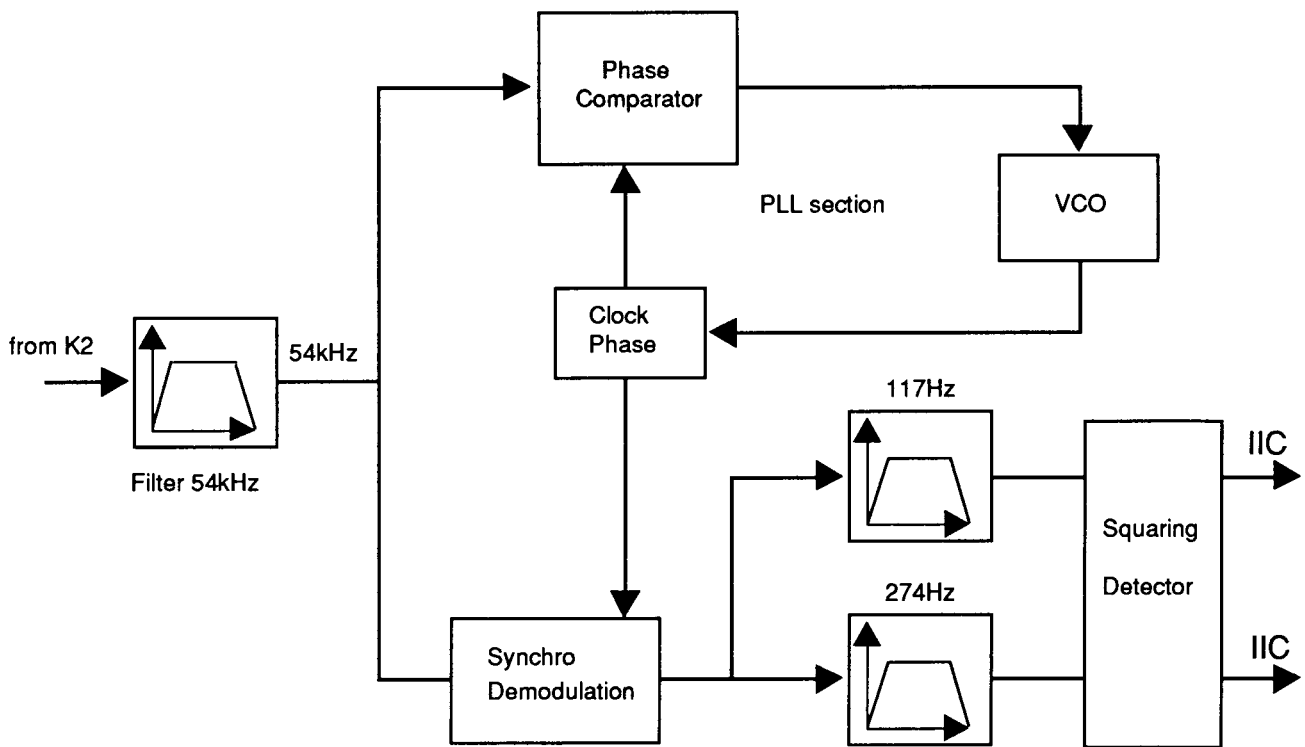 Phase
Comparator
PLL section
VCO
Clock
Phase
from K2
54kHz
Filter 54kHz
117Hz
274Hz
Synchro
Demodulation
Squaring
Detector
IIC
IIC